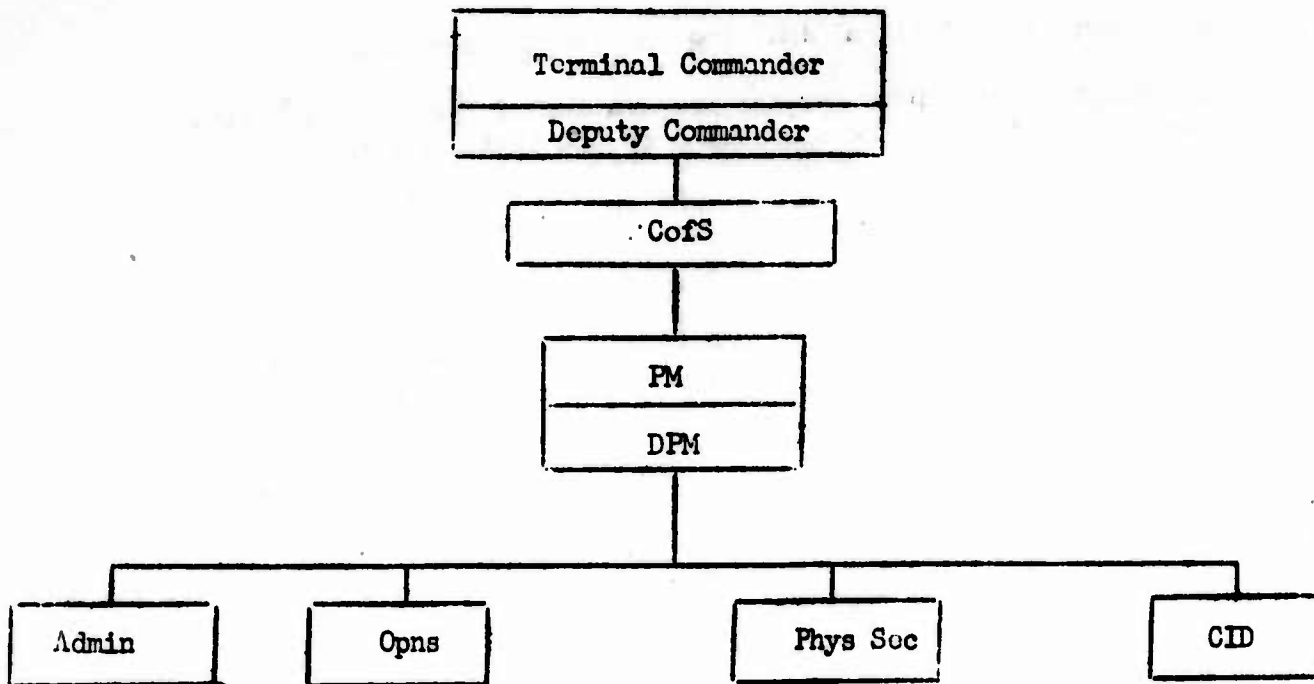 Terminal Commander
Deputy Commander
CofS
PM
DPM
Admin
Opns
Phys Sec
CID